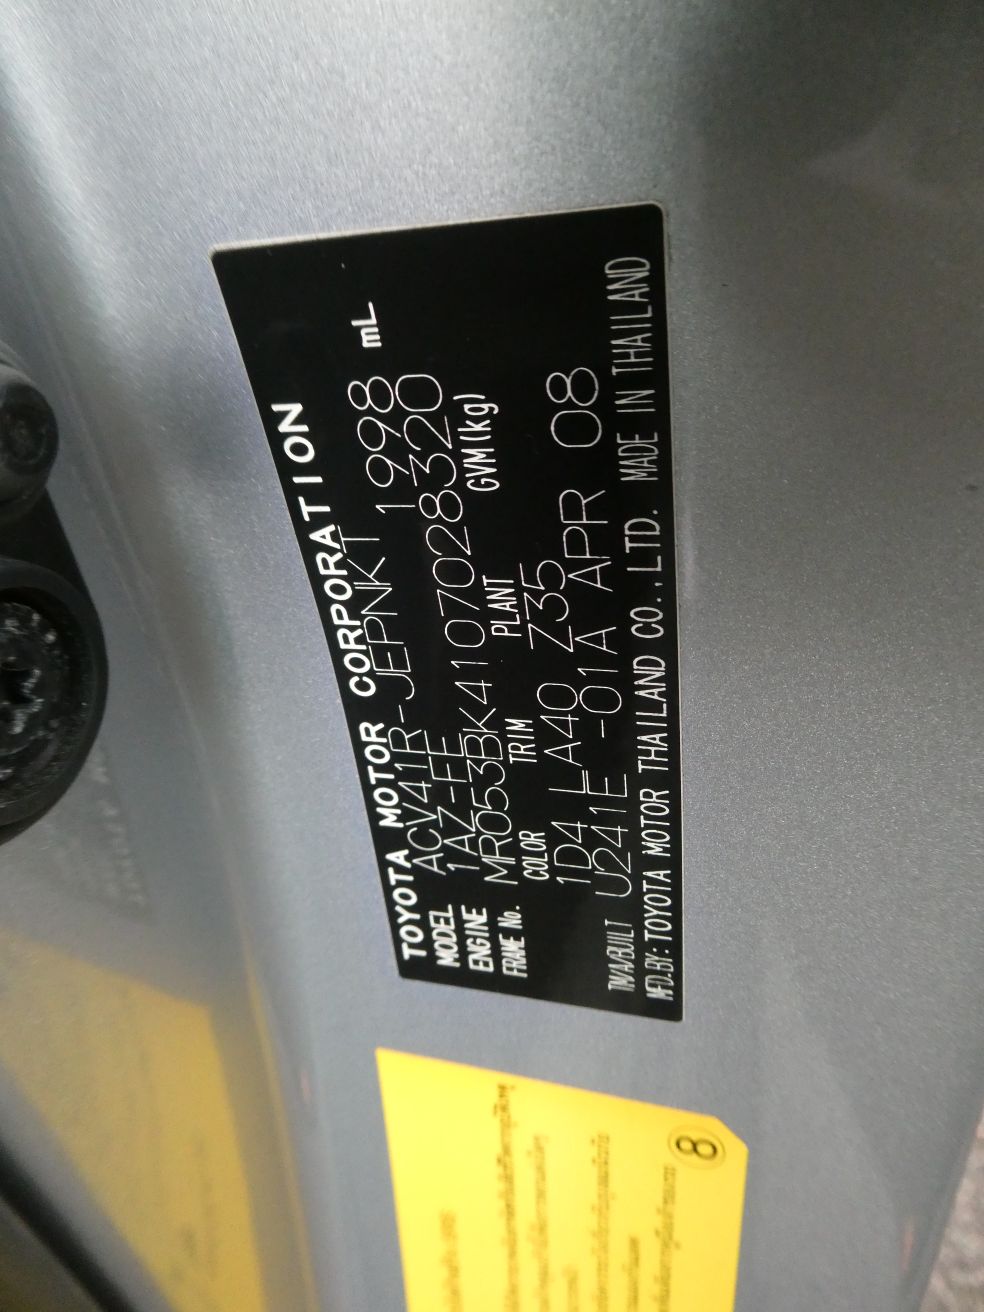 TOYOTA MOTOR CORPORATION
MODEL ACV41R-JEPNKT 1998 mL
ENGINE 1AZ-FE
FRAME No. MR053BK4107028320
COLOR TRIM PLANT GVM(kg)
1D4 LA40 Z35
TM/A/BUILT U241E -01A APR 08
MFD.BY: TOYOTA MOTOR THAILAND CO., LTD. MADE IN THAILAND
8